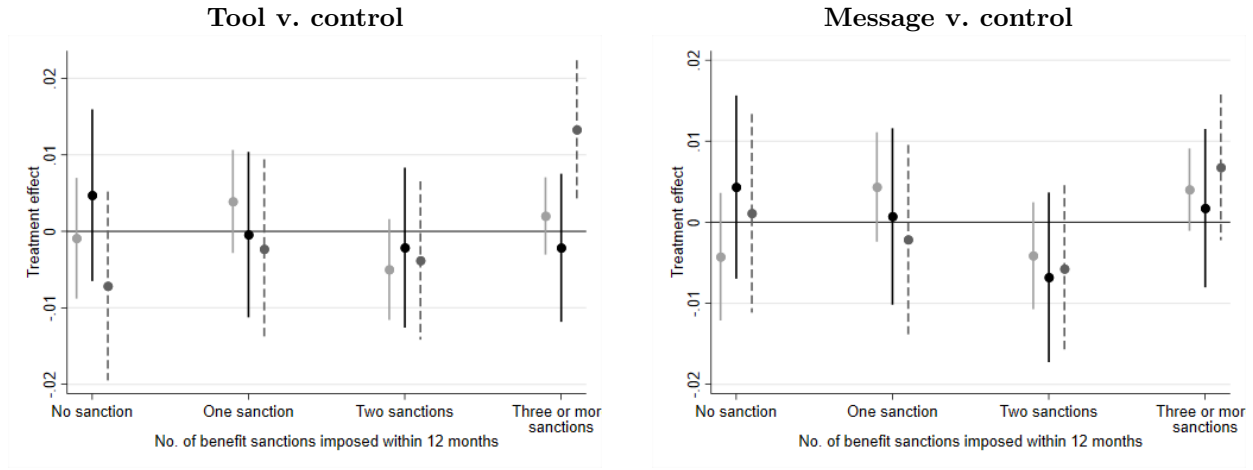 Tool v. control
Treatment effect
.02
.01
0
-.01
-.02
No sanction
One sanction
Two sanctions
Three or mor
sanctions
No. of benefit sanctions imposed within 12 months
Message v. control
Treatment effect
.02
.01
0
-.01
-.02
No sanction
One sanction
Two sanctions
Three or mor
sanctions
No. of benefit sanctions imposed within 12 months